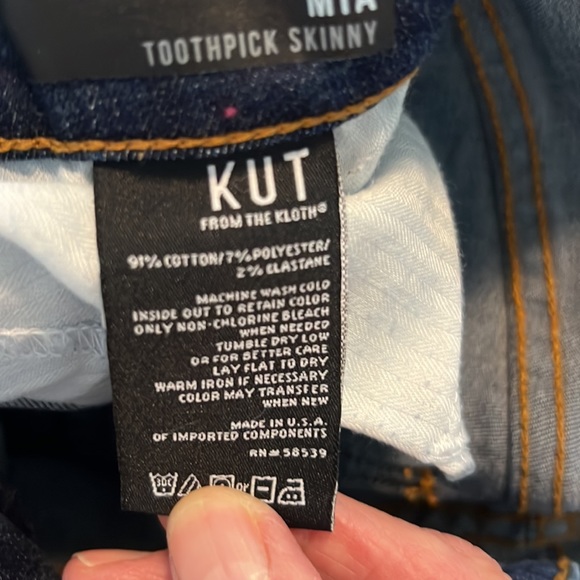 MIA
TOOTHPICK SKINNY
KUT
FROM THE KLOTH®
91% COTTON/7% POLYESTER/
2% ELASTANE
MACHINE WASH COLD
INSIDE OUT TO RETAIN COLOR
ONLY NON-CHLORINE BLEACH
WHEN NEEDED
TUMBLE DRY LOW
OR FOR BETTER CARE
LAY FLAT TO DRY
WARM IRON IF NECESSARY
COLOR MAY TRANSFER
WHEN NEW
MADE IN U.S.A.
OF IMPORTED COMPONENTS
RN# 58539
30C or